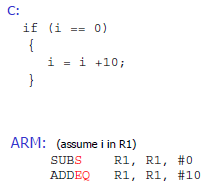 C:
if (i == 0)
{
i = i +10;
}
ARM: (assume i in R1)
SUBS R1, R1, #0
ADDEQ R1, R1, #10